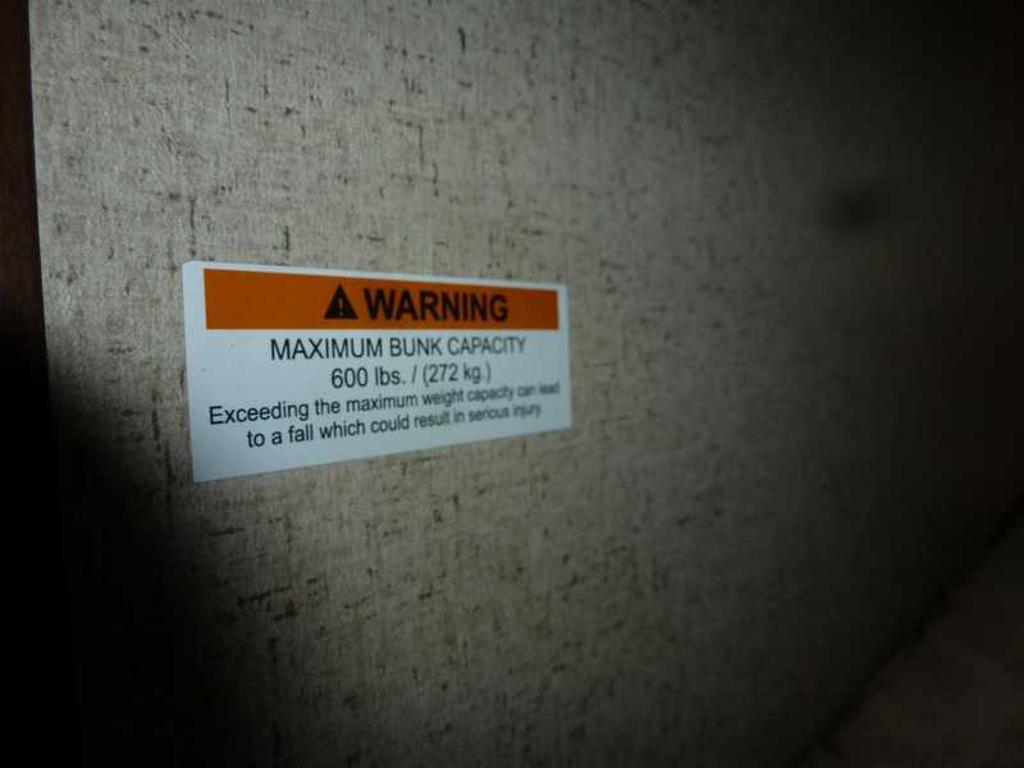 WARNING
MAXIMUM BUNK CAPACITY
600 lbs. / (272 kg.)
Exceeding the maximum weight capacity can lead
to a fall which could result in serious injury.